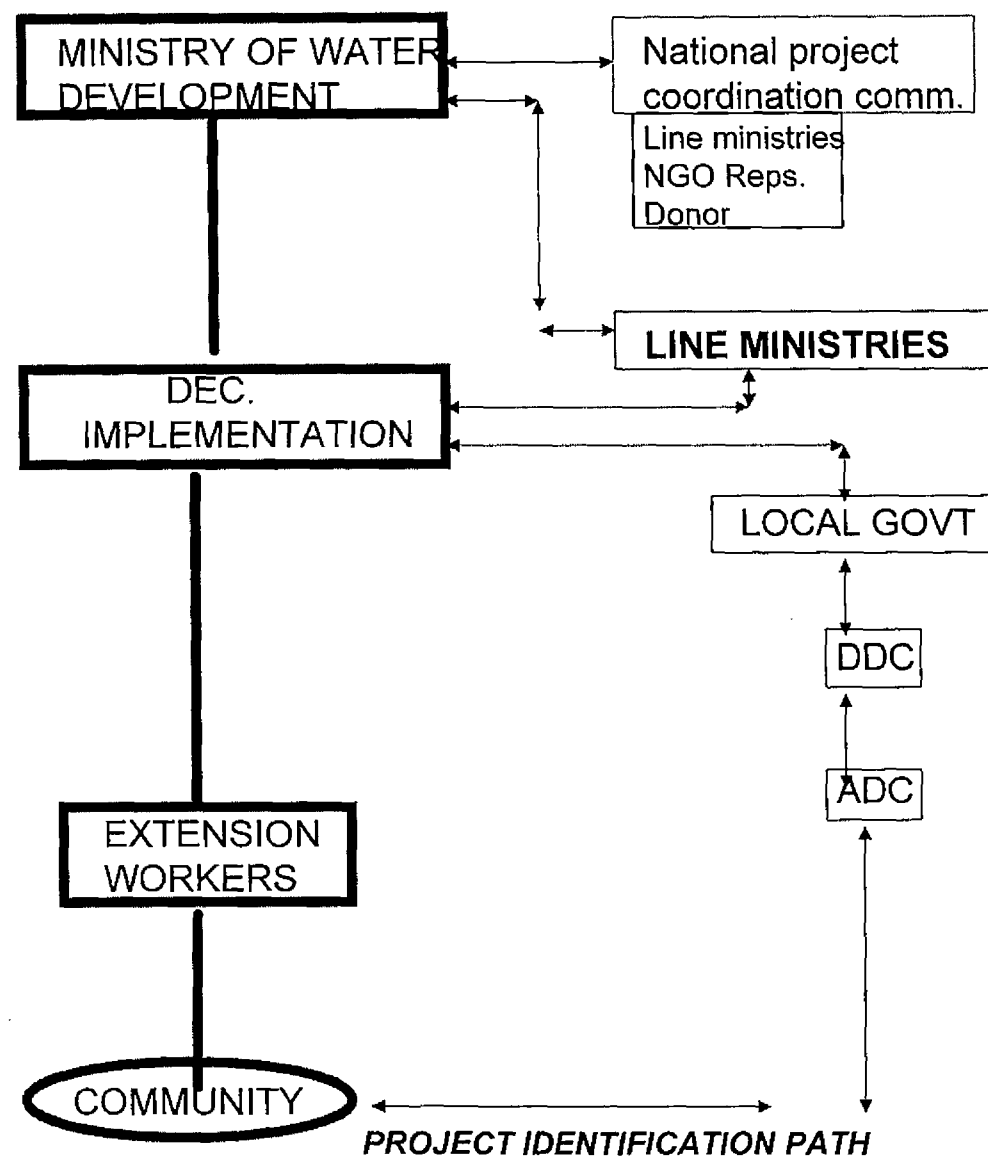 MINISTRY OF WATER
DEVELOPMENT
National project
coordination comm.
Line ministries
NGO Reps.
Donor
LINE MINISTRIES
DEC.
IMPLEMENTATION
LOCAL GOVT
DDC
ADC
EXTENSION
WORKERS
COMMUNITY
PROJECT IDENTIFICATION PATH